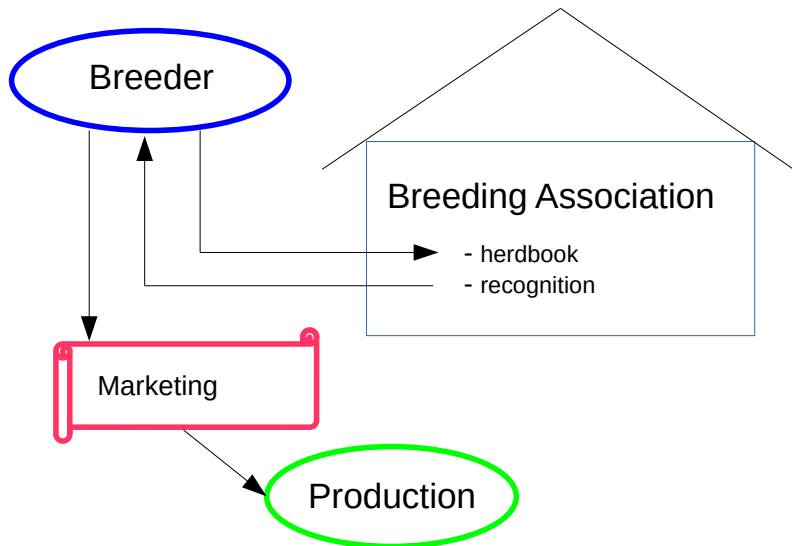 Breeder
Breeding Association
- herdbook
- recognition
Marketing
Production